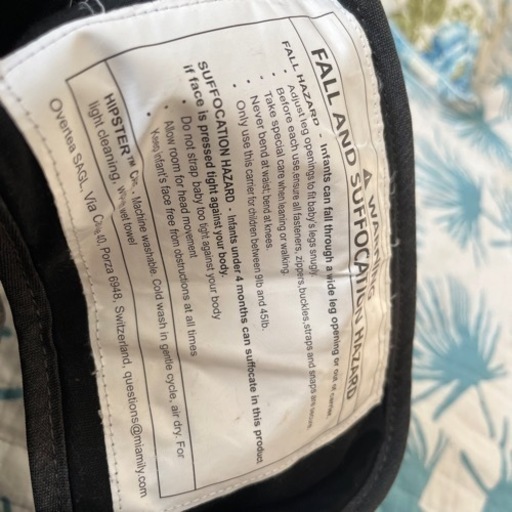 ⚠ WARNING
FALL AND SUFFOCATION HAZARD
FALL HAZARD - Infants can fall through a wide leg opening or out of carrier.
• Adjust leg openings to fit baby's legs snugly.
• Before each use, ensure all fasteners, zippers, buckles, straps and snaps are secure.
• Take special care when leaning or walking.
• Never bend at waist; bend at knees.
• Only use this carrier for children between 9lb and 45lb.
SUFFOCATION HAZARD - Infants under 4 months can suffocate in this product
if face is pressed tight against your body.
• Do not strap baby too tight against your body
• Allow room for head movement
• Keep infant's face free from obstructions at all times
HIPSTER™ Machine washable. Cold wash in gentle cycle, air dry. For
light cleaning, wet towel
Overtea SAGL, Via 40, Porza 6948, Switzerland, questions@miamily.com